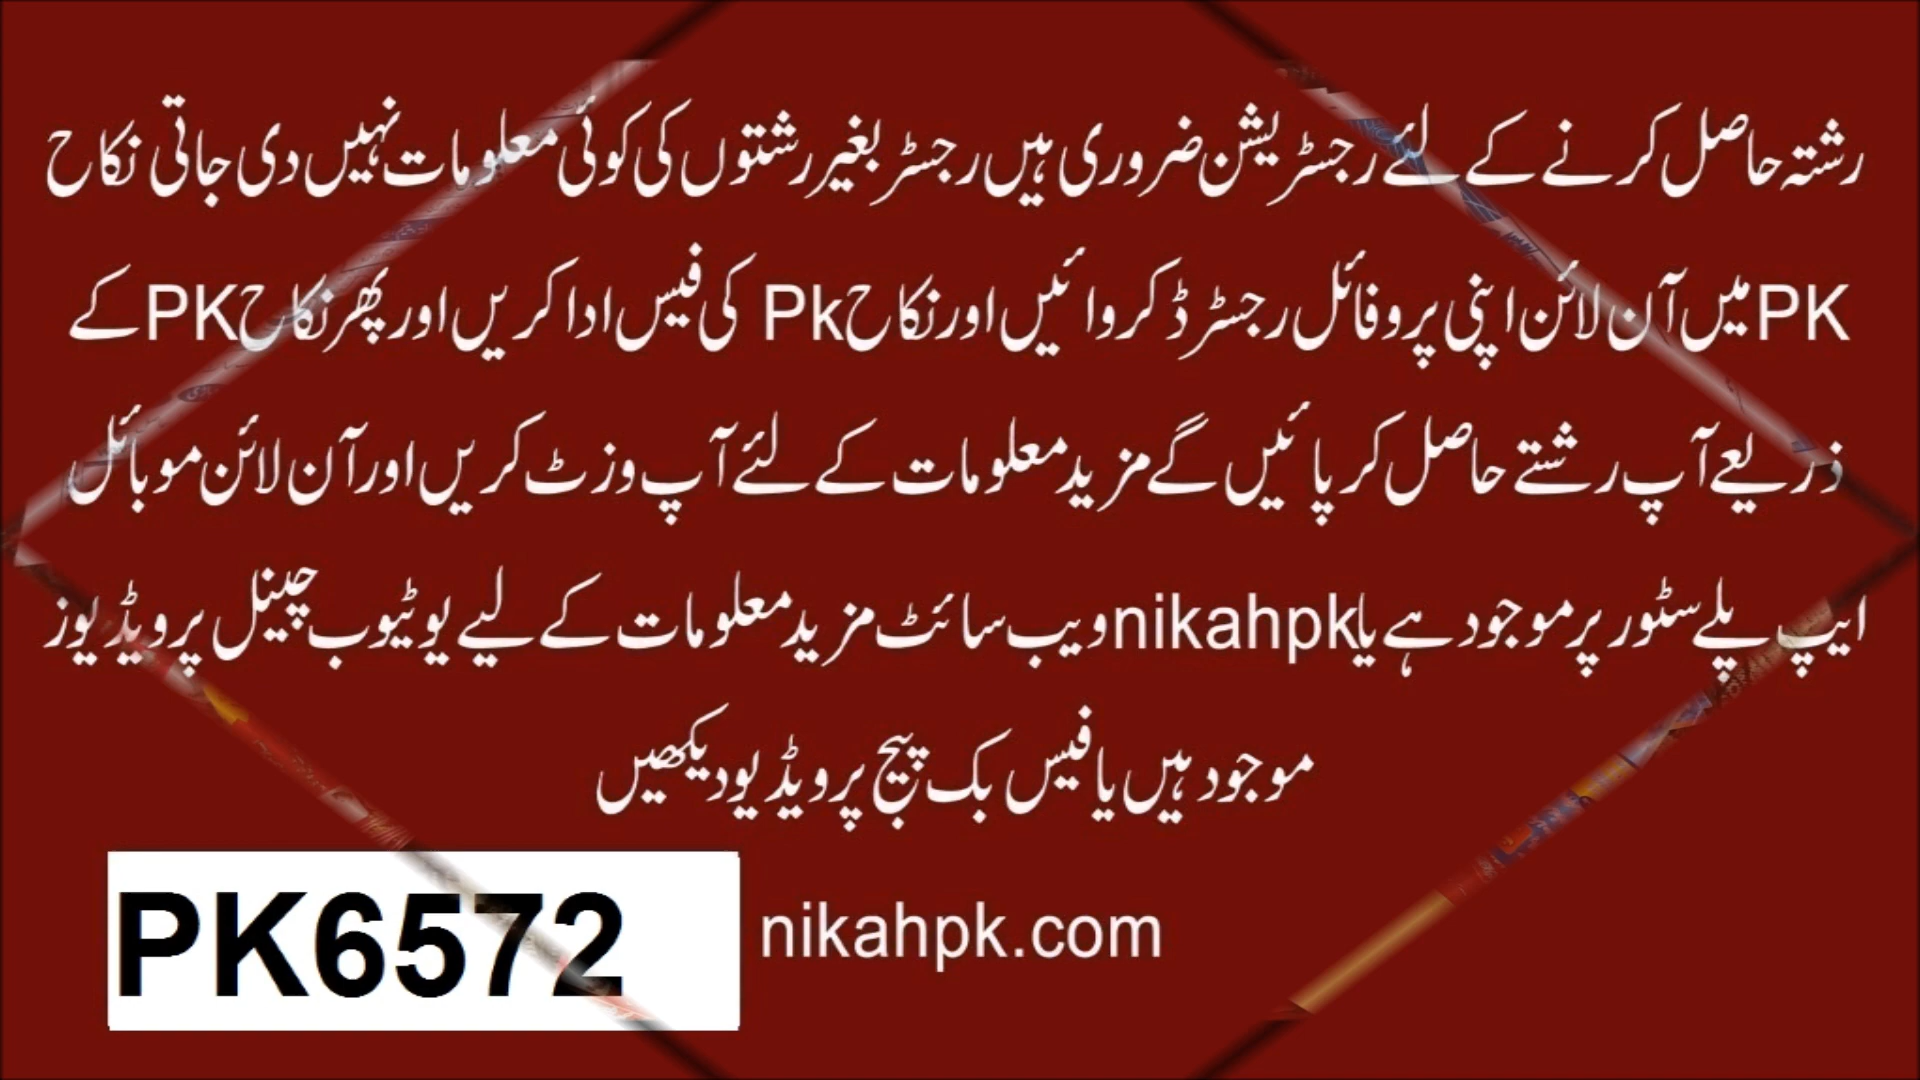 رشتہ حاصل کرنے کے لئے رجسٹریشن ضروری ہیں رجسٹر بغیر رشتوں کی کوئی معلومات نہیں دی جاتی نکاح
PK میں آن لائن اپنی پروفائل رجسٹرڈ کروائیں اور نکاح Pk کی فیس ادا کریں اور پھر نکاح PK کے
ذریعے آپ رشتے حاصل کر پائیں گے مزید معلومات کے لئے آپ وزٹ کریں اور آن لائن موبائل
ایپ پلے سٹور پر موجود ہے یا nikahpk ویب سائٹ مزید معلومات کے لیے یوٹیوب چینل پر ویڈیوز
موجود ہیں یا فیس بک پیج پر ویڈیو دیکھیں
PK6572 nikahpk.com